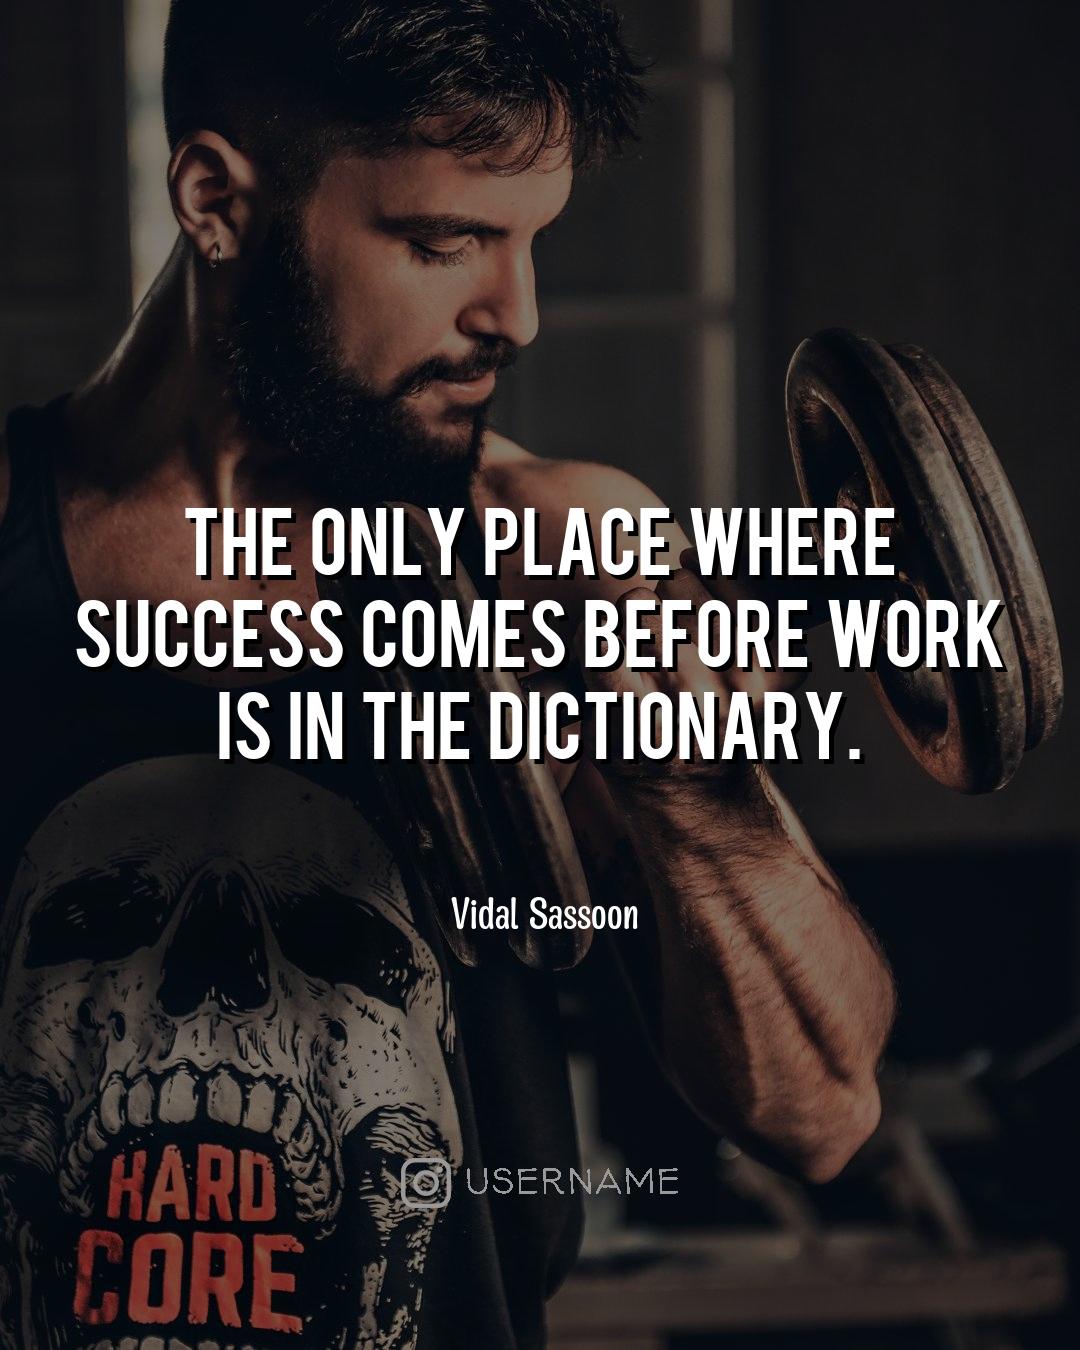 THE ONLY PLACE WHERE
SUCCESS COMES BEFORE WORK
IS IN THE DICTIONARY.
Vidal Sassoon
USERNAME
HARD
CORE